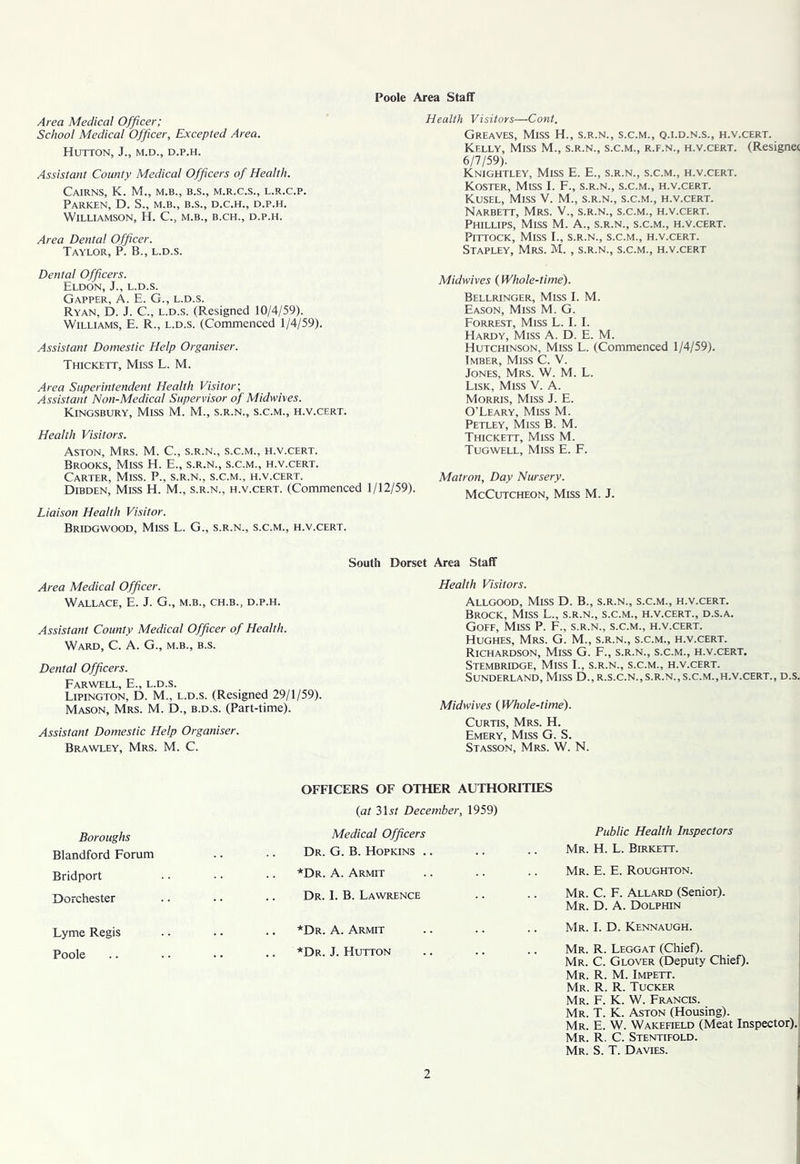 Poole Area Staff
Area Medical Officer;
School Medical Officer, Excepted Area.
HUTTON, J., M.D., D.P.H.
Assistant County Medical Officers of Health.
CAIRNS, K. M., M.B., B.S., M.R.C.S., L.R.C.P.
PARKEN, D. S., M.B., B.S., D.C.H., D.P.H.
WILLIAMSON, H. C., M.B., B.CH., D.P.H.
Area Dental Officer.
TAYLOR, P. B., L.D.S.
Dental Officers.
ELDON, J., L.D.S.
GAPPER, A. E. G., L.D.S.
RYAN, D. J. C., L.D.S. (Resigned 10/4/59).
WILLIAMS, E. R., L.D.S. (Commenced 1/4/59).
Assistant Domestic Help Organiser.
THICKETT, MISS L. M.
Area Superintendent Health Visitor;
Assistant Non-Medical Supervisor of Midwives.
KINGSBURY, MISS M. M., S.R.N., S.C.M., H.V.CERT.
Health Visitors.
ASTON, MRS. M. C., S.R.N., S.C.M., H.V.CERT.
BROOKS, MISS H. E., S.R.N., S.C.M., H.V.CERT.
CARTER, MISS. P., S.R.N., S.C.M., H.V.CERT.
DIBDEN, MISS H. M., S.R.N., H.V.CERT. (Commenced 1/12/59).
Liaison Health Visitor.
BRIDGWOOD, MISS L. G., S.R.N., S.C.M., H.V.CERT.
Health Visitors—Cont.
GREAVES, MISS H., S.R.N., S.C.M., Q.I.D.N.S., H.V.CERT.
KELLY, MISS M., S.R.N., S.C.M., R.F.N., H.V.CERT. (Resigned
6/7/59).
KNIGHTLEY, MISS E. E., S.R.N., S.C.M., H.V.CERT.
KOSTER, MISS I. F., S.R.N., S.C.M., H.V.CERT.
KUSEL, MISS V. M., S.R.N., S.C.M., H.V.CERT.
NARBETT, MRS. V., S.R.N., S.C.M., H.V.CERT.
PHILLIPS, MISS M. A., S.R.N., S.C.M., H.V.CERT.
PITTOCK, MISS I., S.R.N., S.C.M., H.V.CERT.
STAPLEY, MRS. M. , S.R.N., S.C.M., H.V.CERT
Midwives (Whole-time).
BELLRINGER, MISS I. M.
EASON, MISS M. G.
FORREST, MISS L. I. I.
HARDY, MISS A. D. E. M.
HUTCHINSON, MISS L. (Commenced 1/4/59).
IMBER, MISS C. V.
JONES, MRS. W. M. L.
LISK, MISS V. A.
MORRIS, MISS J. E.
O'LEARY, MISS M.
PETLEY, MISS B. M.
THICKETT, MISS M.
TUGWELL, MISS E. F.
Matron, Day Nursery.
MCCUTCHEON, MISS M. J.
South Dorset Area Staff
Area Medical Officer.
WALLACE, E. J. G., M.B., CH.B., D.P.H.
Assistant County Medical Officer of Health.
WARD, C. A. G., M.B., B.S.
Dental Officers.
FARWELL, E., L.D.S.
LIPINGTON, D. M., L.D.S. (Resigned 29/1/59).
MASON, MRS. M. D., B.D.S. (Part-time).
Assistant Domestic Help Organiser.
BRAWLEY, MRS. M. C.
Health Visitors.
ALLGOOD, MISS D. B., S.R.N., S.C.M., H.V.CERT.
BROCK, MISS L., S.R.N., S.C.M., H.V.CERT., D.S.A.
GOFF, MISS P. F., S.R.N., S.C.M., H.V.CERT.
HUGHES, MRS. G. M., S.R.N., S.C.M., H.V.CERT.
RICHARDSON, MISS G. F., S.R.N., S.C.M., H.V.CERT.
STEMBRIDGE, MISS I., S.R.N., S.C.M., H.V.CERT.
SUNDERLAND, MISS D., R.S.C.N., S.R.N., S.C.M., H.V.CERT., D.S.
Midwives (Whole-time).
CURTIS, MRS. H.
EMERY, MISS G. S.
STASSON, MRS. W. N.
OFFICERS OF OTHER AUTHORITIES
(at 31st December, 1959)
Boroughs Medical Officers Public Health Inspectors
Blandford Forum .. .. DR. G. B. HOPKINS .. .. .. MR. H. L. BIRKETT.
Bridport .. .. .. *DR. A. ARMIT .. .. .. MR. E. E. ROUGHTON.
Dorchester .. .. .. DR. I. B. LAWRENCE .. .. MR. C. F. ALLARD (Senior).
MR. D. A. DOLPHIN
Lyme Regis .. .. .. *DR. A. ARMIT .. .. .. MR. I. D. KENNAUGH.
Poole .. .. .. .. *DR. J. HUTTON .. .. .. MR. R. LEGGAT (Chief).
MR. C. GLOVER (Deputy Chief).
MR. R. M. IMPETT.
MR. R. R. TUCKER
MR. F. K. W. FRANCIS.
MR. T. K. ASTON (Housing).
MR. E. W. WAKEFIELD (Meat Inspector).
MR. R. C. STENTIFOLD.
MR. S. T. DAVIES.
2